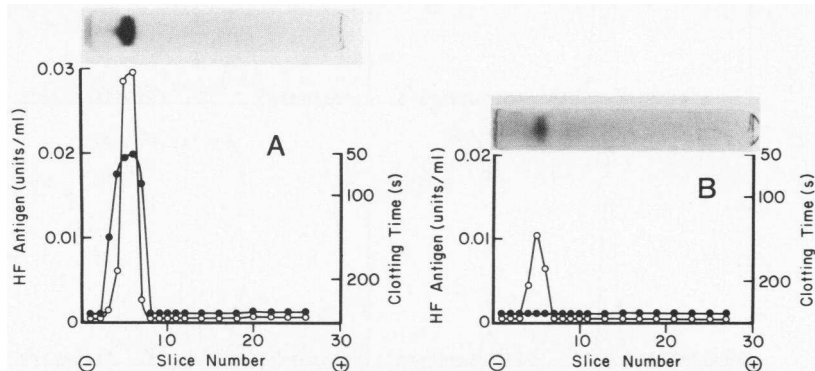 A
HF Antigen (units/ml)
0.03
0.02
0.01
0
50
100
200
Clotting Time (s)
10
20
30
⊖
Slice Number
⊕
B
HF Antigen (units/ml)
0.02
0.01
0
50
100
200
Clotting Time (s)
10
20
30
⊖
Slice Number
⊕